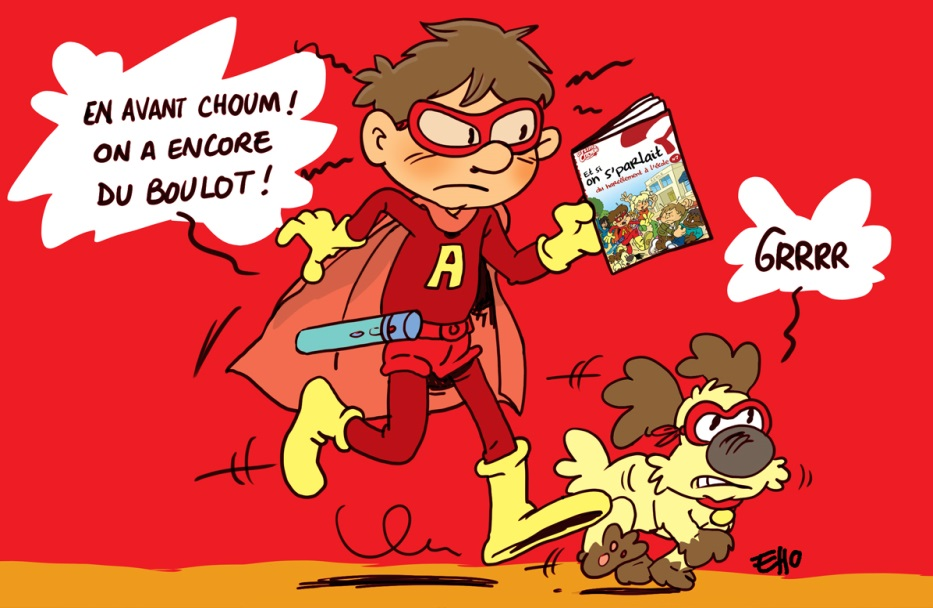 EN AVANT CHOUM !
ON A ENCORE
DU BOULOT !
Et si
on s'parlait
du harcèlement à l'école
A
GRRRR
EHO